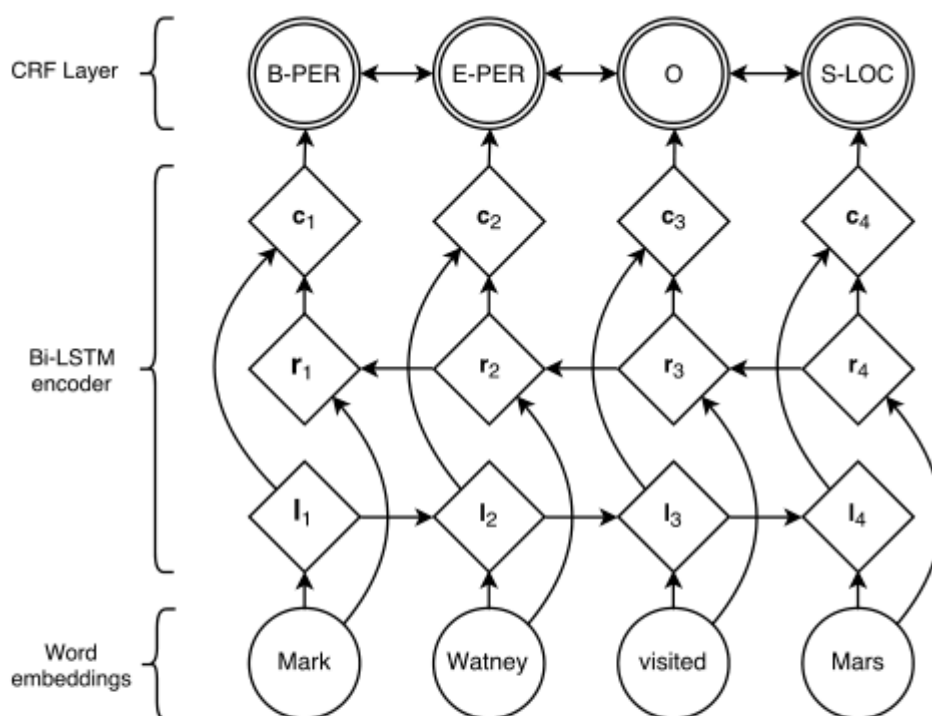 CRF Layer
B-PER
E-PER
O
S-LOC
c1
c2
c3
c4
Bi-LSTM
encoder
r1
r2
r3
r4
l1
l2
l3
l4
Word
embeddings
Mark
Watney
visited
Mars